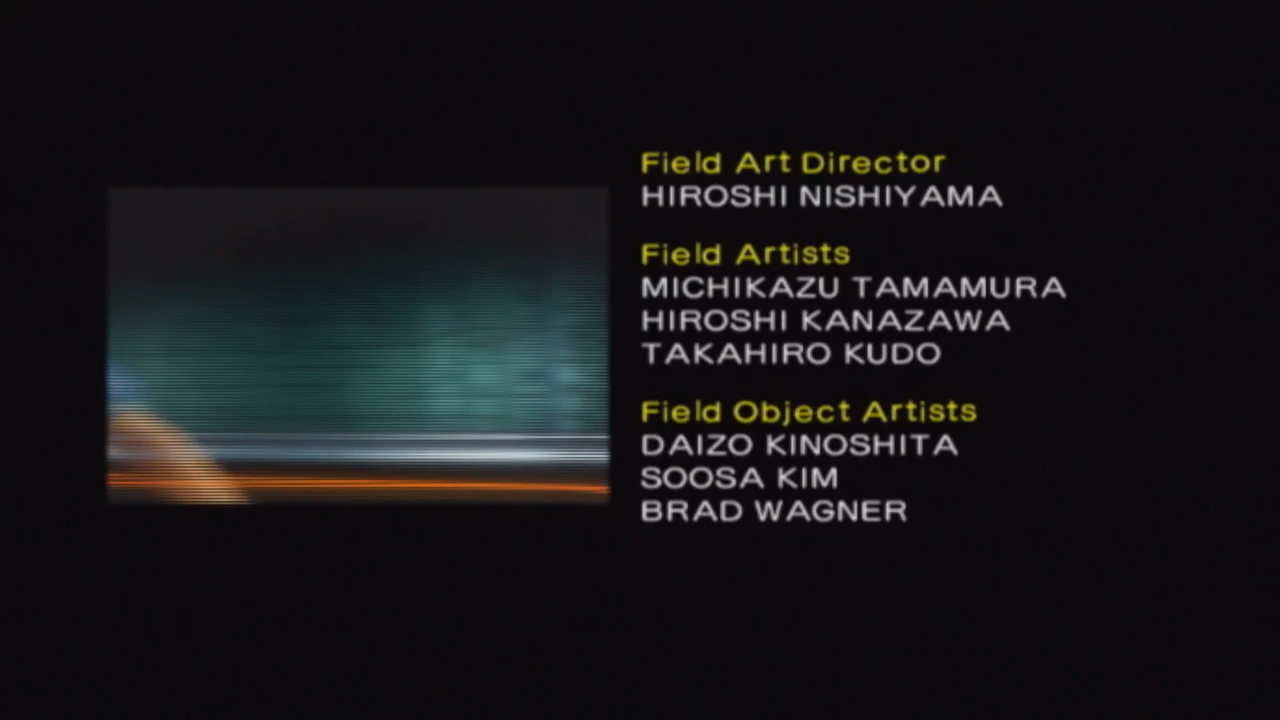 Field Art Director
HIROSHI NISHIYAMA
Field Artists
MICHIKAZU TAMAMURA
HIROSHI KANAZAWA
TAKAHIRO KUDO
Field Object Artists
DAIZO KINOSHITA
SOOSA KIM
BRAD WAGNER